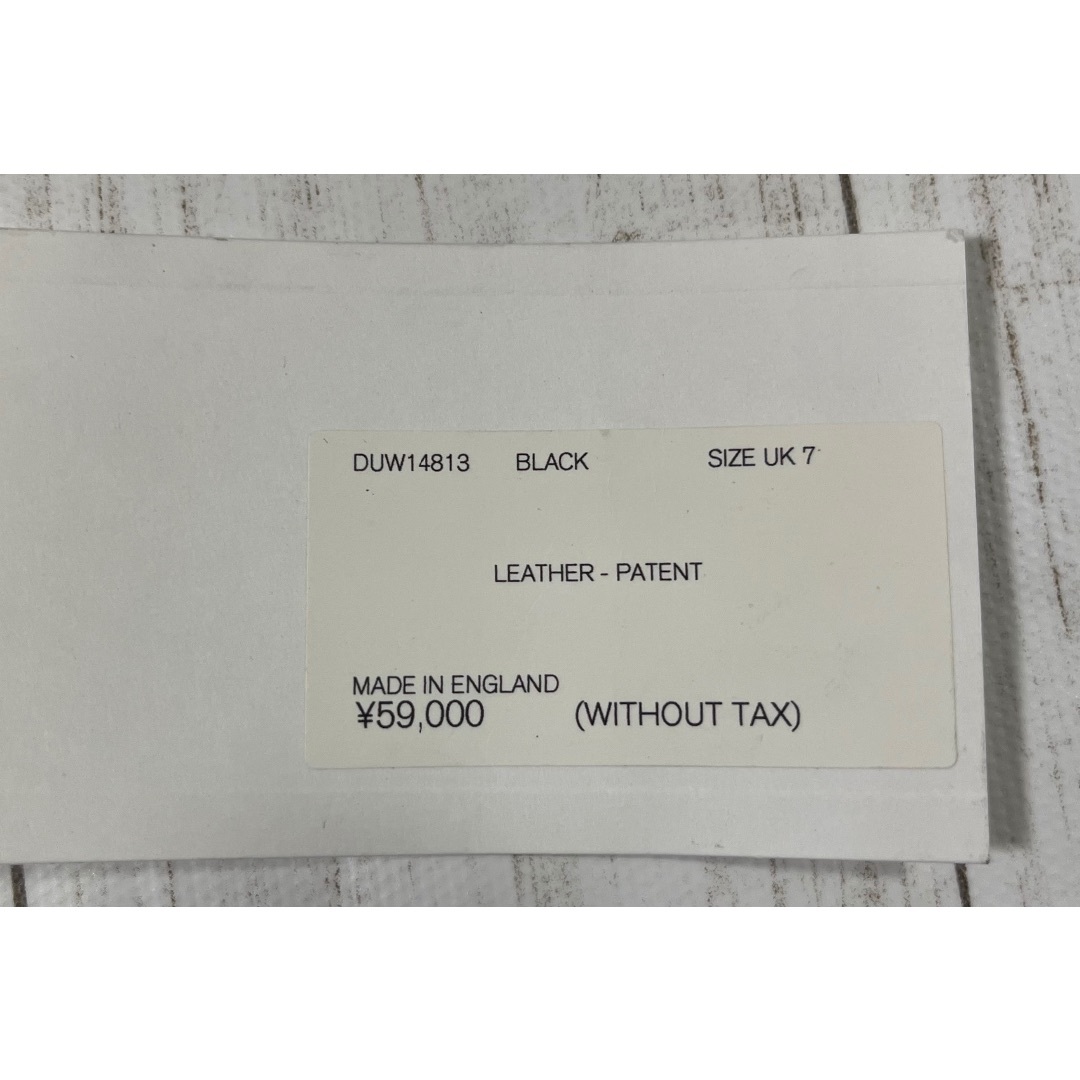 DUW14813 BLACK SIZE UK 7
LEATHER - PATENT
MADE IN ENGLAND
¥59,000 (WITHOUT TAX)